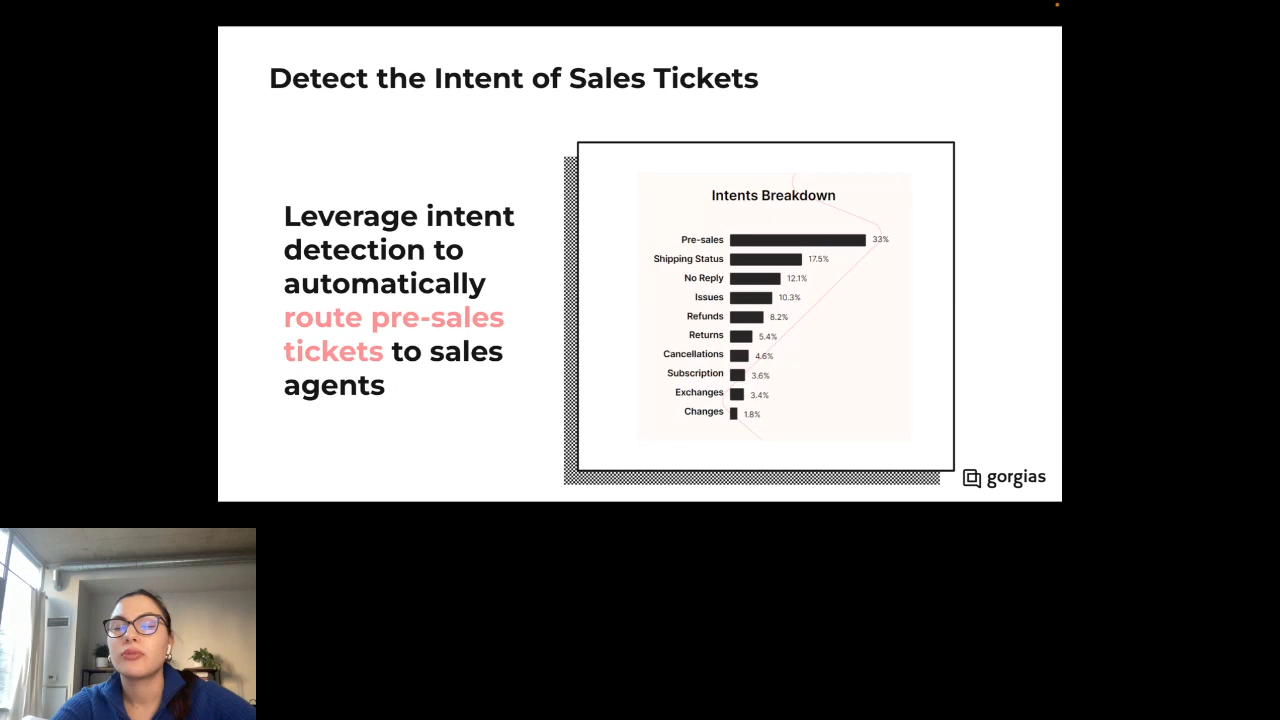 Detect the Intent of Sales Tickets
Leverage intent
detection to
automatically
route pre-sales
tickets to sales
agents
Intents Breakdown
Pre-sales 33%
Shipping Status 17.5%
No Reply 12.1%
Issues 10.3%
Refunds 8.2%
Returns 5.4%
Cancellations 4.6%
Subscription 3.6%
Exchanges 3.4%
Changes 1.8%
gorgias